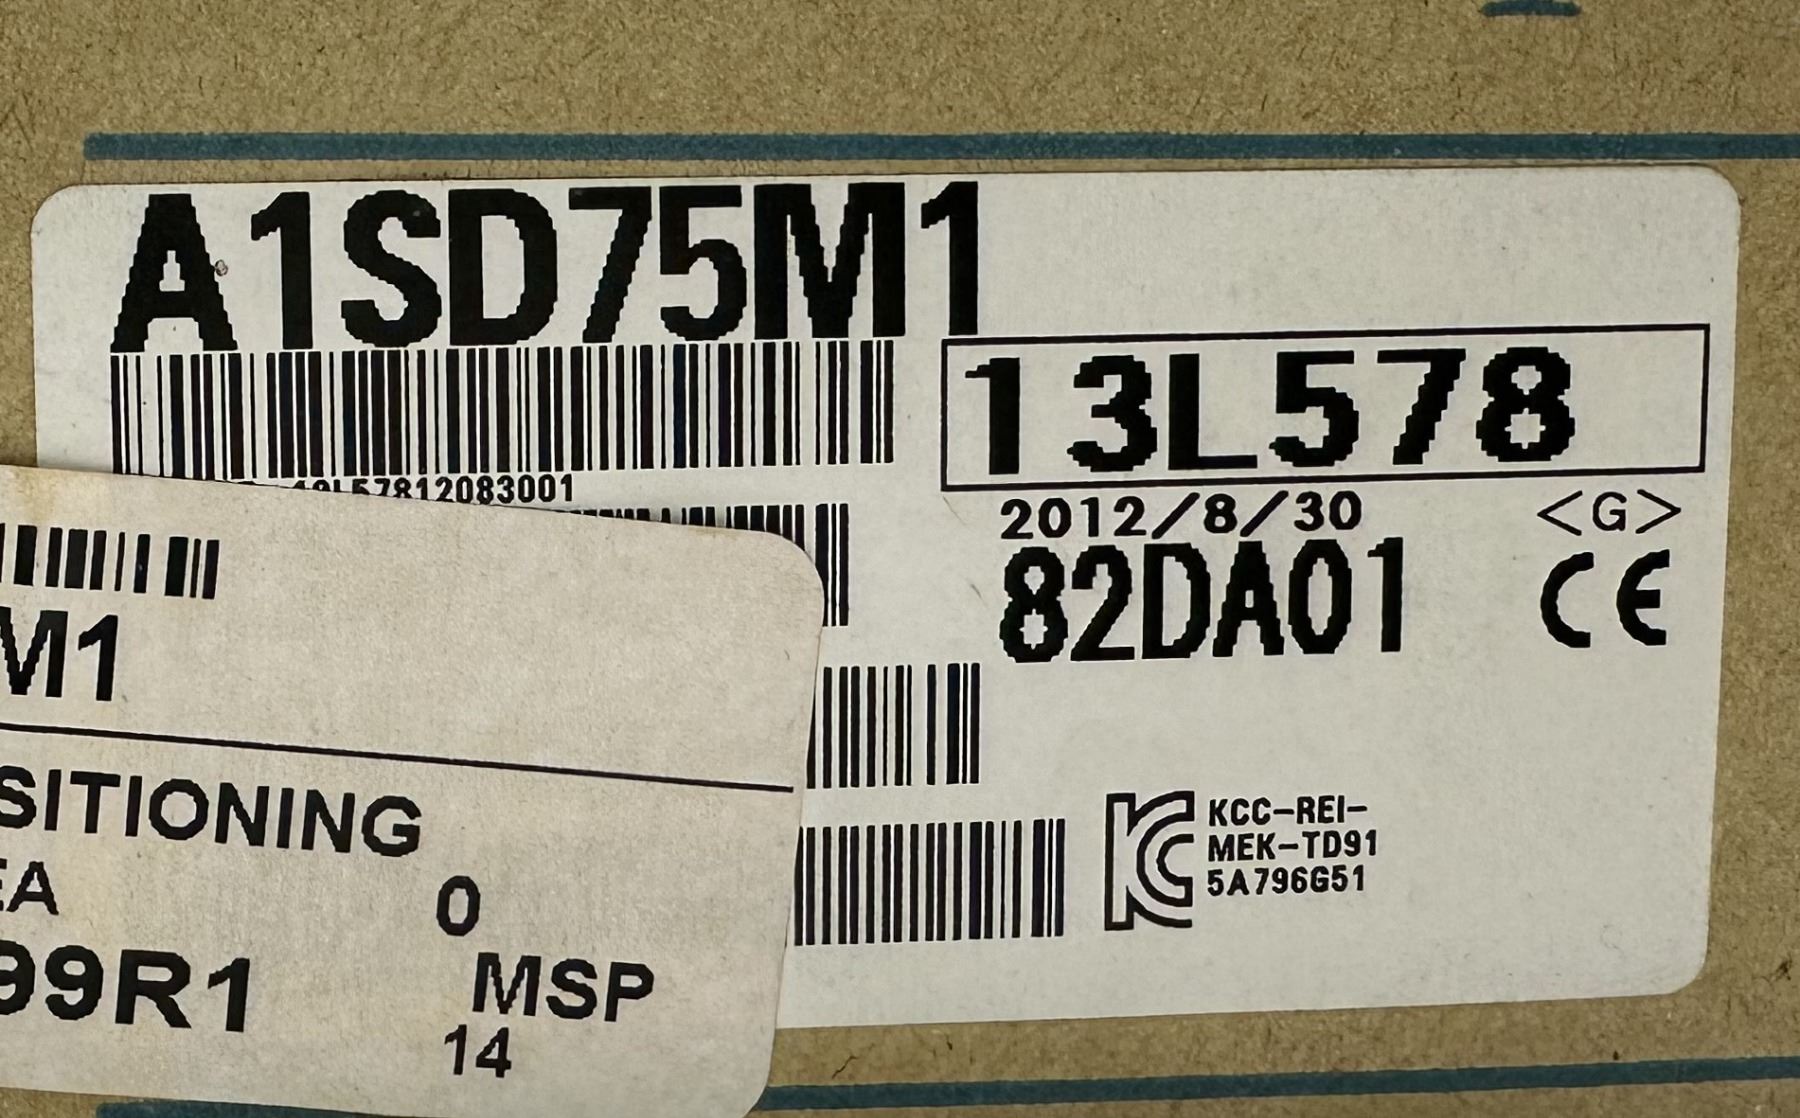 A1SD75M1
13L578
13L57812083001
2012/8/30 <G>
82DA01 CE
KCC-REI-
MEK-TD91
5A796G51
M1
SITIONING
EA 0
99R1 MSP
14